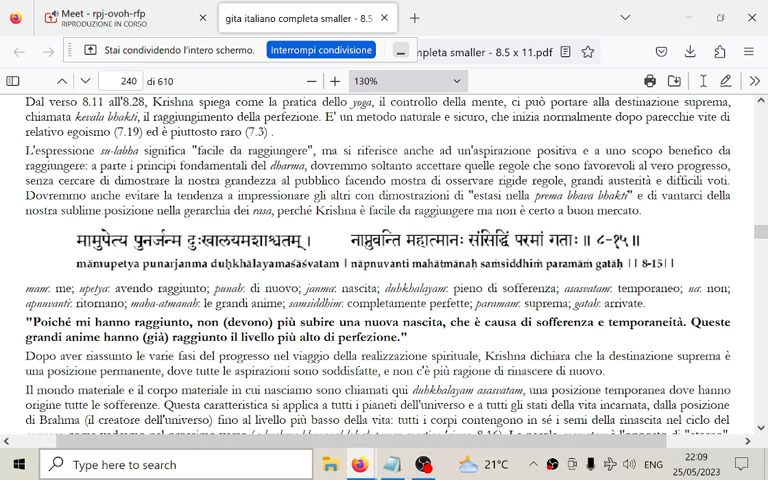 Meet - rpj-ovoh-rfp
RIPRODUZIONE IN CORSO
gita italiano completa smaller - 8.5
Stai condividendo l'intero schermo.
Interrompi condivisione
mpleta smaller - 8.5 x 11.pdf
240
di 610
130%
Dal verso 8.11 all'8.28, Krishna spiega come la pratica dello yoga, il controllo della mente, ci può portare alla destinazione suprema,
chiamata kevala bhakti, il raggiungimento della perfezione. E' un metodo naturale e sicuro, che inizia normalmente dopo parecchie vite di
relativo egoismo (7.19) ed è piuttosto raro (7.3) .
L'espressione su-labha significa "facile da raggiungere", ma si riferisce anche ad un'aspirazione positiva e a uno scopo benefico da
raggiungere: a parte i principi fondamentali del dharma, dovremmo soltanto accettare quelle regole che sono favorevoli al vero progresso,
senza cercare di dimostrare la nostra grandezza al pubblico facendo mostra di osservare rigide regole, grandi austerità e difficili voti.
Dovremmo anche evitare la tendenza a impressionare gli altri con dimostrazioni di "estasi nella prema bhava bhakti" e di vantarci della
nostra sublime posizione nella gerarchia dei rasa, perché Krishna è facile da raggiungere ma non è certo a buon mercato.
मामुपेत्य पुनर्जन्म दुःखालयमशाश्वतम् । नाप्नुवन्ति महात्मानः संसिद्धिं परमां गताः ॥ ८-१५॥
māmupetya punarjanma duḥkhālayamaśāśvatam | nāpnuvanti mahātmānaḥ saṁsiddhiṁ paramāṁ gatāḥ || 8-15||
mam: me; upetya: avendo raggiunto; punah: di nuovo; janma: nascita; duhkhalayam: pieno di sofferenza; asasvatam: temporaneo; na: non;
apnuvanti: ritornano; maha-atmanah: le grandi anime; samsiddhim: completamente perfette; paramam: suprema; gatah: arrivate.
"Poiché mi hanno raggiunto, non (devono) più subire una nuova nascita, che è causa di sofferenza e temporaneità. Queste
grandi anime hanno (già) raggiunto il livello più alto di perfezione."
Dopo aver riassunto le varie fasi del progresso nel viaggio della realizzazione spirituale, Krishna dichiara che la destinazione suprema è
una posizione permanente, dove tutte le aspirazioni sono soddisfatte, e non c'è più ragione di rinascere di nuovo.
Il mondo materiale e il corpo materiale in cui nasciamo sono chiamati qui duhkhalayam asasvatam, una posizione temporanea dove hanno
origine tutte le sofferenze. Questa caratteristica si applica a tutti i pianeti dell'universo e a tutti gli stati della vita incarnata, dalla posizione
di Brahma (il creatore dell'universo) fino al livello più basso della vita: tutti i corpi contengono in sé i semi della rinascita nel ciclo del
Type here to search
21°C
ENG
22:09
25/05/2023